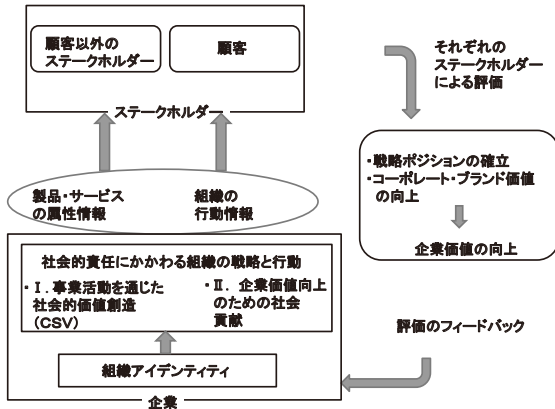 顧客以外の
ステークホルダー
顧客
ステークホルダー
それぞれの
ステークホルダー
による評価
製品・サービス
の属性情報
組織の
行動情報
・戦略ポジションの確立
・コーポレート・ブランド価値
の向上
企業価値の向上
社会的責任にかかわる組織の戦略と行動
・Ⅰ．事業活動を通じた
社会的価値創造
（CSV）
・Ⅱ．企業価値向上
のための社会
貢献
組織アイデンティティ
企業
評価のフィードバック